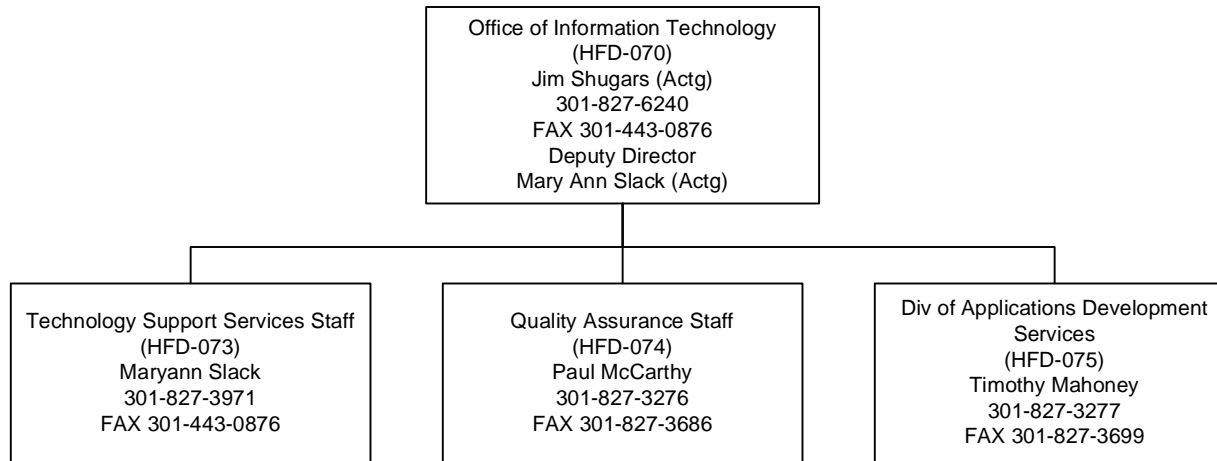 Office of Information Technology
(HFD-070)
Jim Shugars (Actg)
301-827-6240
FAX 301-443-0876
Deputy Director
Mary Ann Slack (Actg)
Technology Support Services Staff
(HFD-073)
Maryann Slack
301-827-3971
FAX 301-443-0876
Quality Assurance Staff
(HFD-074)
Paul McCarthy
301-827-3276
FAX 301-827-3686
Div of Applications Development
Services
(HFD-075)
Timothy Mahoney
301-827-3277
FAX 301-827-3699